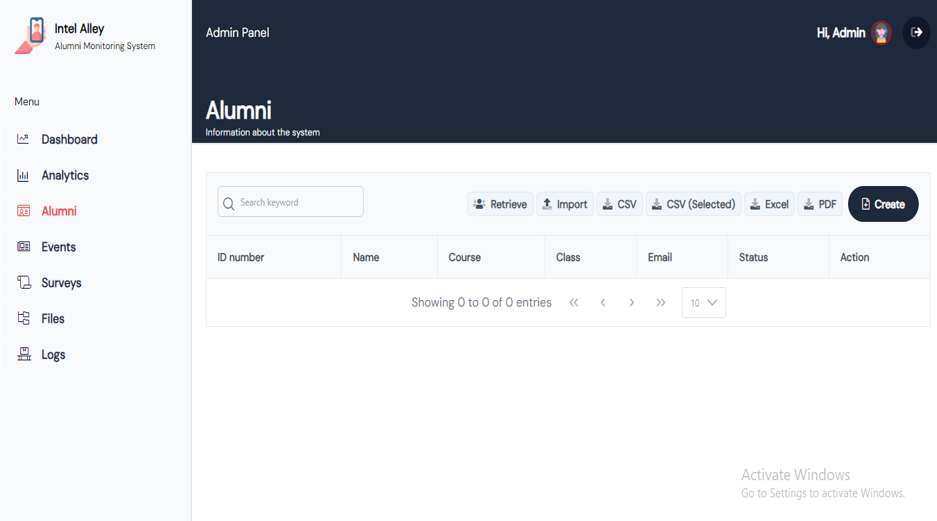 Intel Alley
Alumni Monitoring System
Menu
Dashboard
Analytics
Alumni
Events
Surveys
Files
Logs
Admin Panel
Hi, Admin
Alumni
Information about the system
Search keyword
Retrieve Import CSV CSV (Selected) Excel PDF Create
ID number Name Course Class Email Status Action
Showing 0 to 0 of 0 entries 10
Activate Windows
Go to Settings to activate Windows.